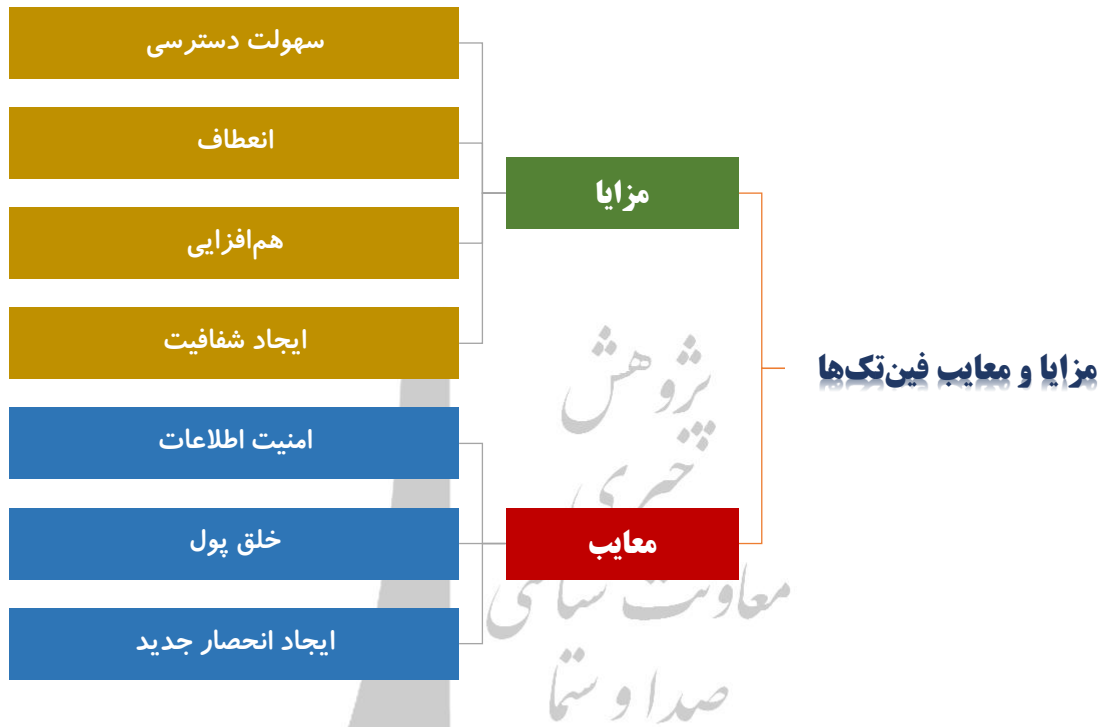 مزایا و معایب فین‌تک‌ها
مزایا
سهولت دسترسی
انعطاف
هم‌افزایی
ایجاد شفافیت
معایب
امنیت اطلاعات
خلق پول
ایجاد انحصار جدید
پژوهش
خبری
معاونت سیاسی
صدا و سیما